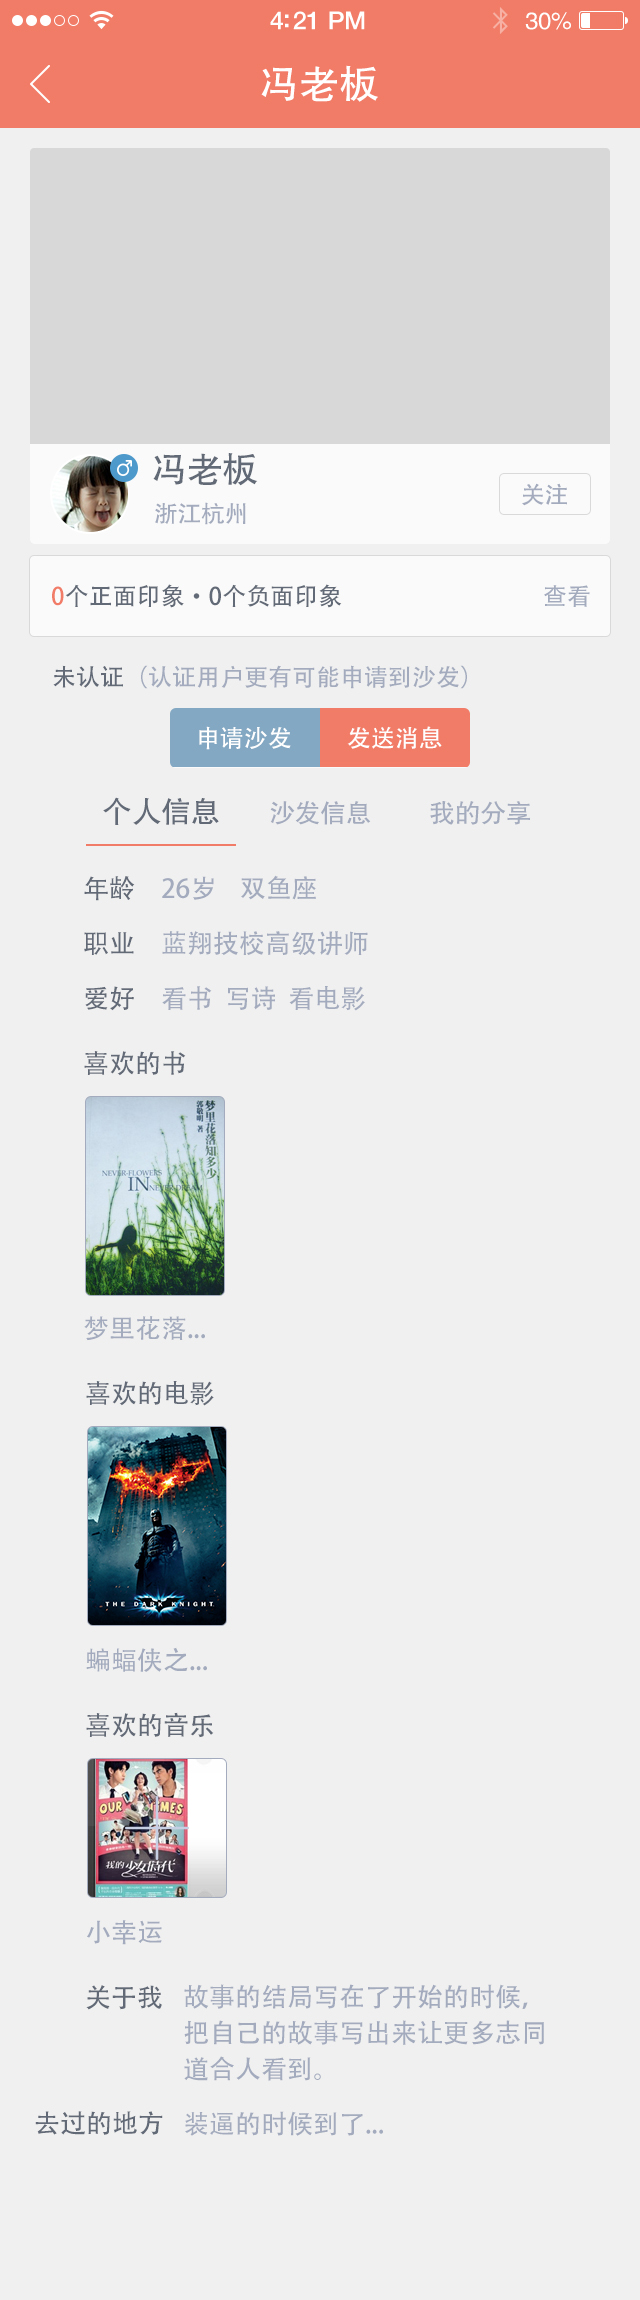 4:21 PM
30%
冯老板
冯老板
浙江杭州
关注
0个正面印象·0个负面印象
查看
未认证（认证用户更有可能申请到沙发）
申请沙发
发送消息
个人信息
沙发信息
我的分享
年龄 26岁 双鱼座
职业 蓝翔技校高级讲师
爱好 看书 写诗 看电影
喜欢的书
梦里花落知多少
郭敬明 著
NEVER-FLOWERS
IN NEVER DREAM
梦里花落...
喜欢的电影
THE DARK KNIGHT
蝙蝠侠之...
喜欢的音乐
OUR TIMES
我的少女時代
小幸运
关于我 故事的结局写在了开始的时候,
把自己的故事写出来让更多志同
道合人看到。
去过的地方 装逼的时候到了...